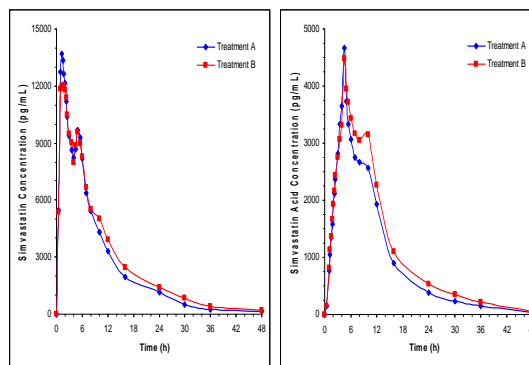 Treatment A
Treatment B
Simvastatin Concentration (pg/mL)
15000
12000
9000
6000
3000
0
0 6 12 18 24 30 36 42 48
Time (h)
Treatment A
Treatment B
Simvastatin Acid Concentration (pg/mL)
5000
4000
3000
2000
1000
0
0 6 12 18 24 30 36 42 48
Time (h)